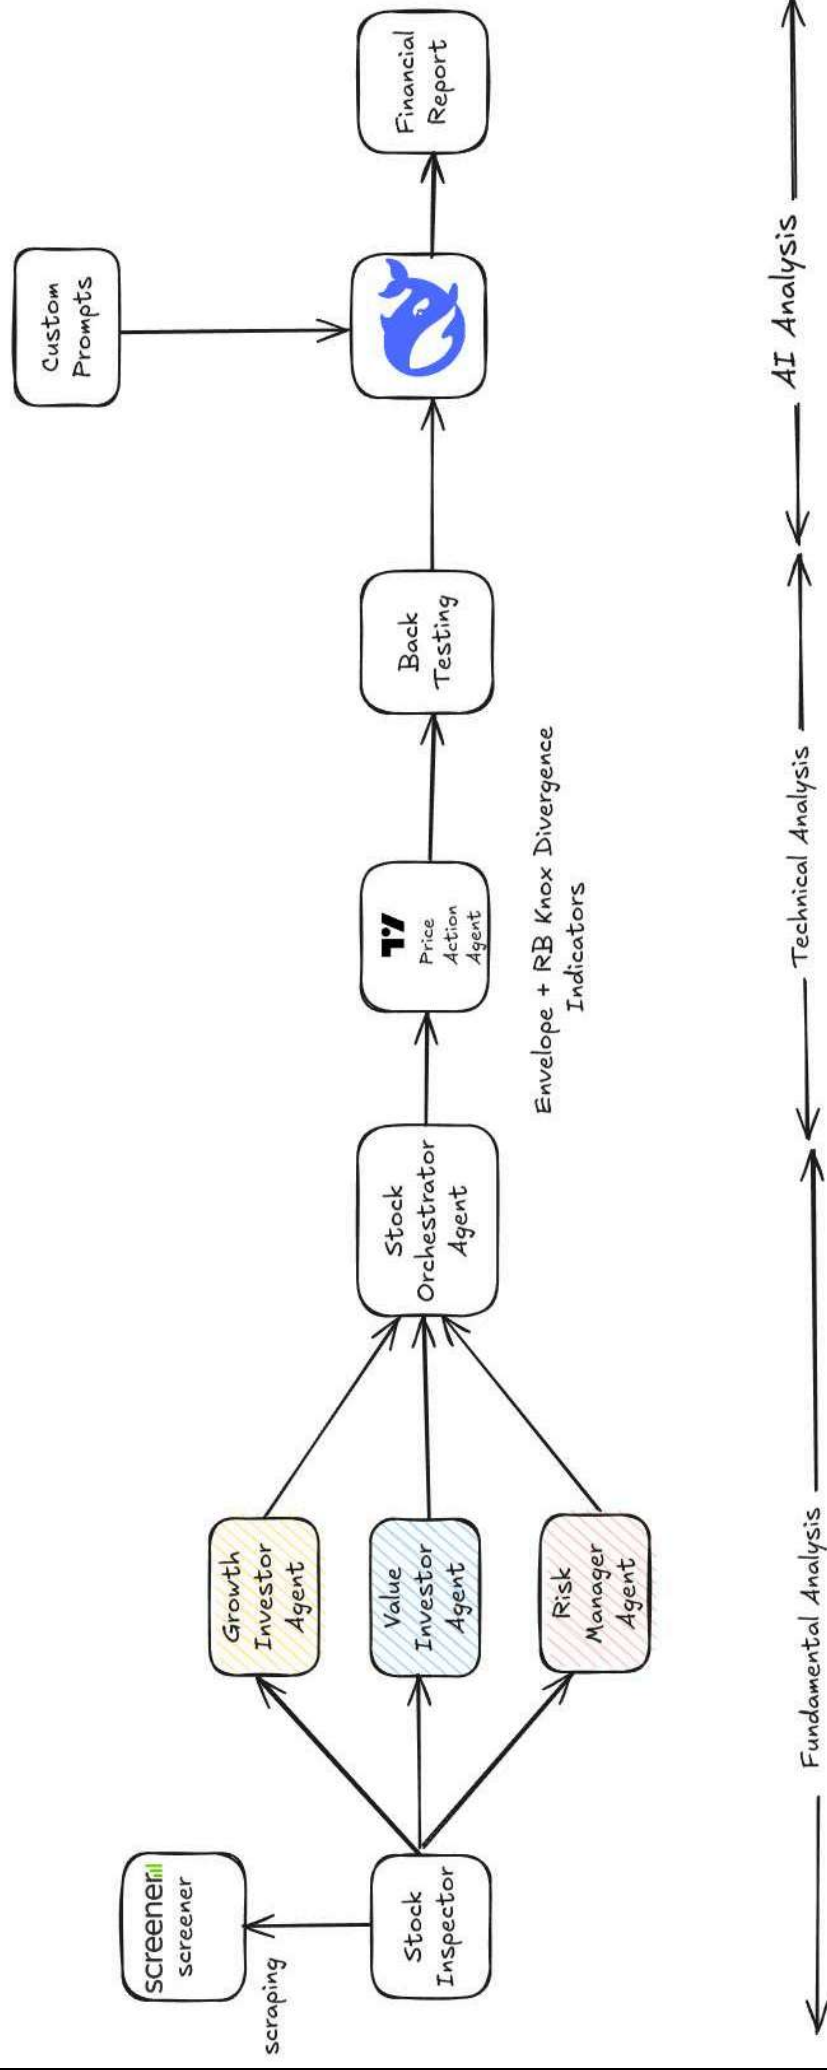 screener
screener
scraping
Stock
Inspector
Growth
Investor
Agent
Value
Investor
Agent
Risk
Manager
Agent
Stock
Orchestrator
Agent
Price
Action
Agent
Envelope + RB Knox Divergence
Indicators
Back
Testing
Custom
Prompts
Financial
Report
Fundamental Analysis
Technical Analysis
AI Analysis